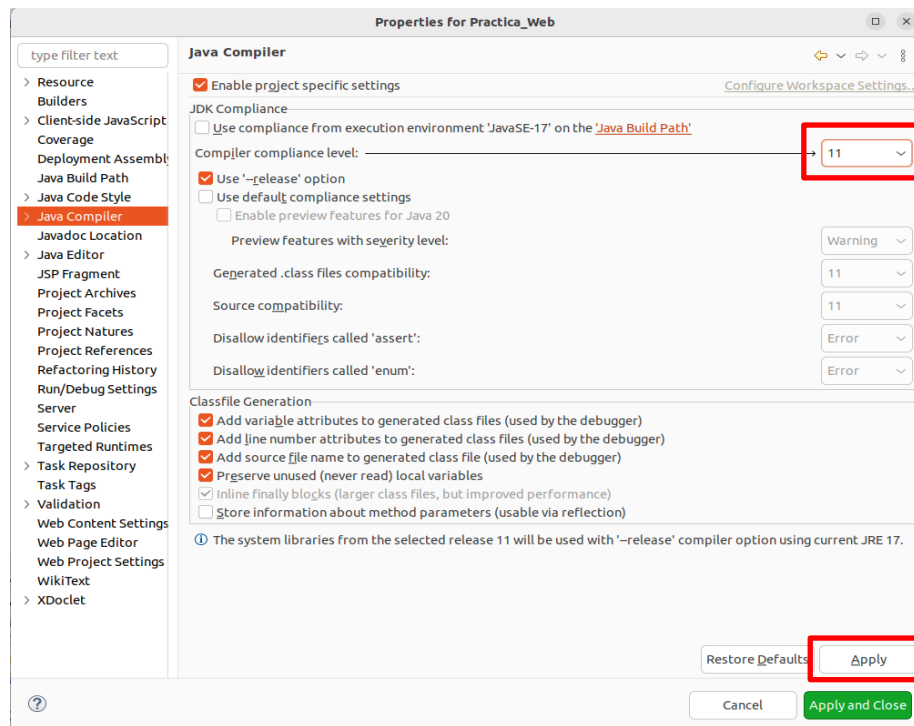 Properties for Practica_Web
type filter text
Resource
Builders
Client-side JavaScript
Coverage
Deployment Assembly
Java Build Path
Java Code Style
Java Compiler
Javadoc Location
Java Editor
JSP Fragment
Project Archives
Project Facets
Project Natures
Project References
Refactoring History
Run/Debug Settings
Server
Service Policies
Targeted Runtimes
Task Repository
Task Tags
Validation
Web Content Settings
Web Page Editor
Web Project Settings
WikiText
XDoclet
Java Compiler
Enable project specific settings
Configure Workspace Settings..
JDK Compliance
Use compliance from execution environment 'JavaSE-17' on the 'Java Build Path'
Compiler compliance level: 11
Use '--release' option
Use default compliance settings
Enable preview features for Java 20
Preview features with severity level: Warning
Generated .class files compatibility: 11
Source compatibility: 11
Disallow identifiers called 'assert': Error
Disallow identifiers called 'enum': Error
Classfile Generation
Add variable attributes to generated class files (used by the debugger)
Add line number attributes to generated class files (used by the debugger)
Add source file name to generated class file (used by the debugger)
Preserve unused (never read) local variables
Inline finally blocks (larger class files, but improved performance)
Store information about method parameters (usable via reflection)
The system libraries from the selected release 11 will be used with '--release' compiler option using current JRE 17.
Restore Defaults Apply
Cancel Apply and Close